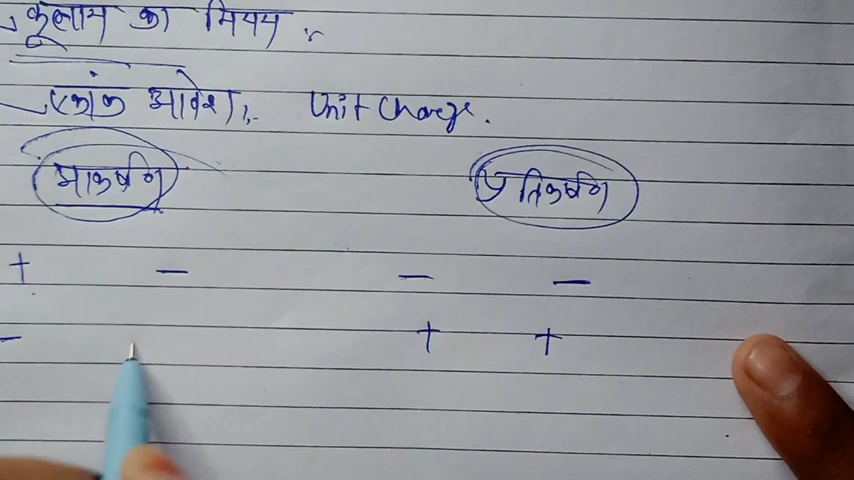 कूलाम का नियम :-
एकांक आवेश :- Unit Charge.
आकर्षण प्रतिकर्षण
+ - - -
- + +